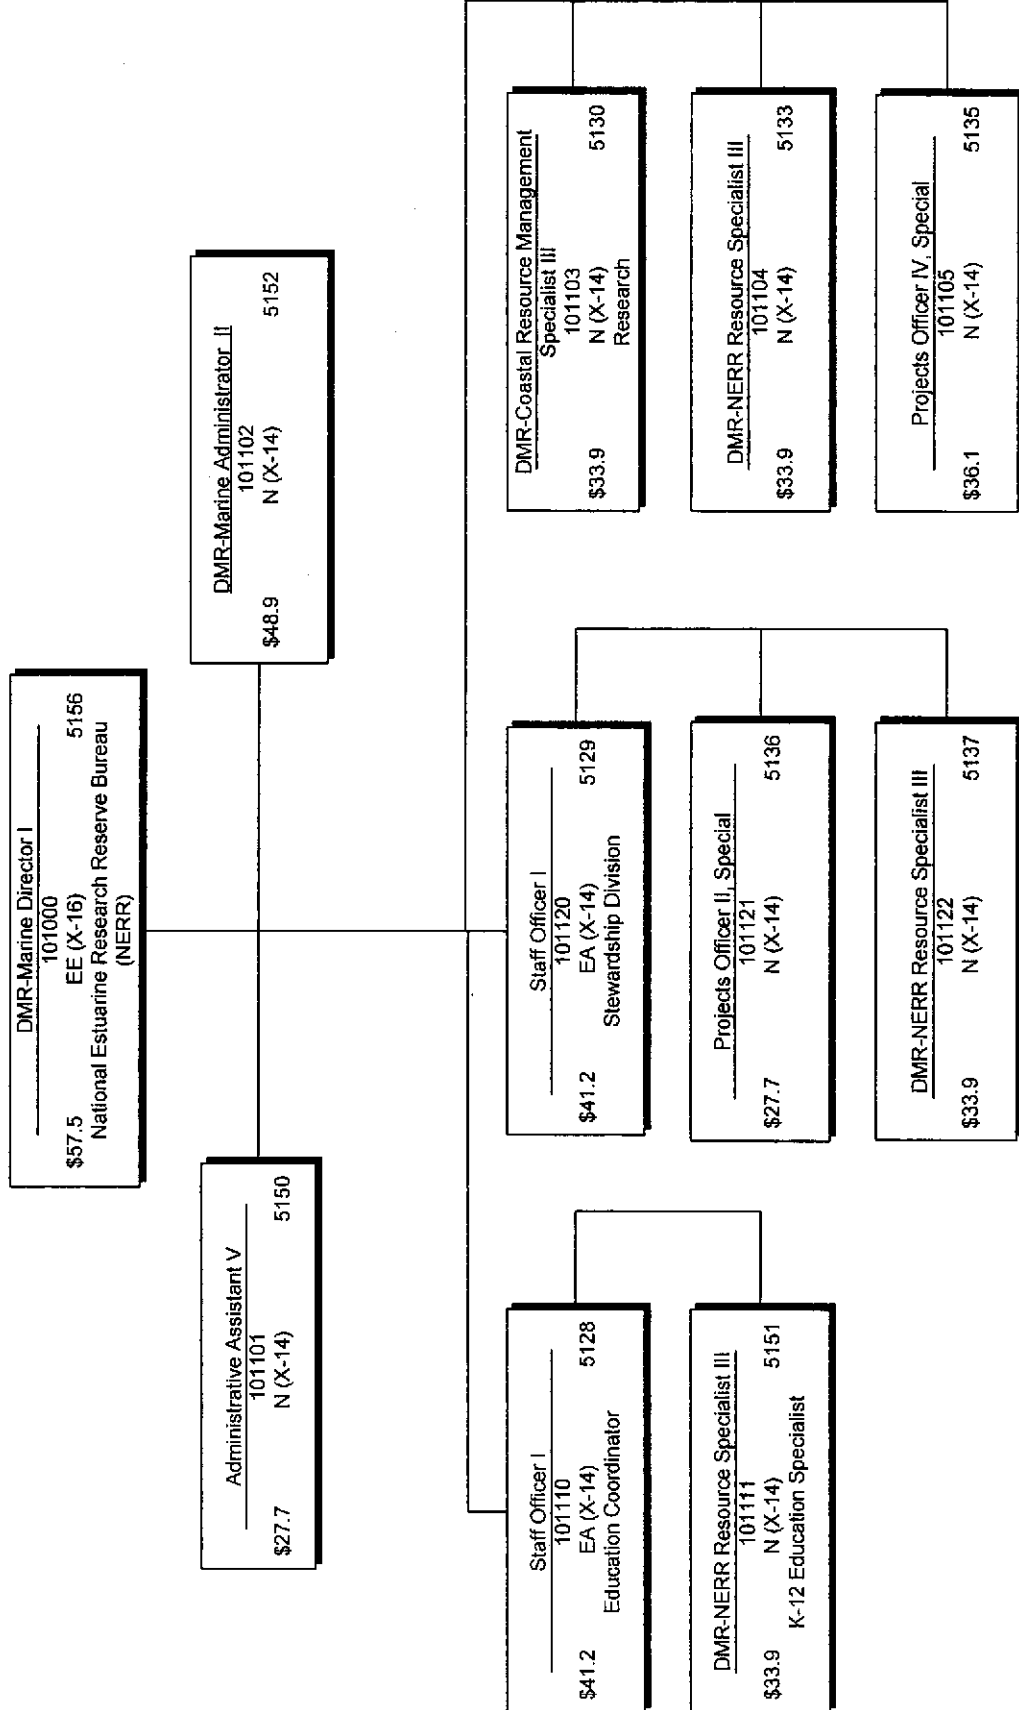 DMR-Marine Director I
101000
$57.5 EE (X-16) 5156
National Estuarine Research Reserve Bureau
(NERR)
Administrative Assistant V
101101
$27.7 N (X-14) 5150
DMR-Marine Administrator II
101102
$48.9 N (X-14) 5152
Staff Officer I
101110
$41.2 EA (X-14) 5128
Education Coordinator
DMR-NERR Resource Specialist III
101111
$33.9 N (X-14) 5151
K-12 Education Specialist
Staff Officer I
101120
$41.2 EA (X-14) 5129
Stewardship Division
Projects Officer II, Special
101121
$27.7 N (X-14) 5136
DMR-NERR Resource Specialist III
101122
$33.9 N (X-14) 5137
DMR-Coastal Resource Management
Specialist III
101103
$33.9 N (X-14) 5130
Research
DMR-NERR Resource Specialist III
101104
$33.9 N (X-14) 5133
Projects Officer IV, Special
101105
$36.1 N (X-14) 5135